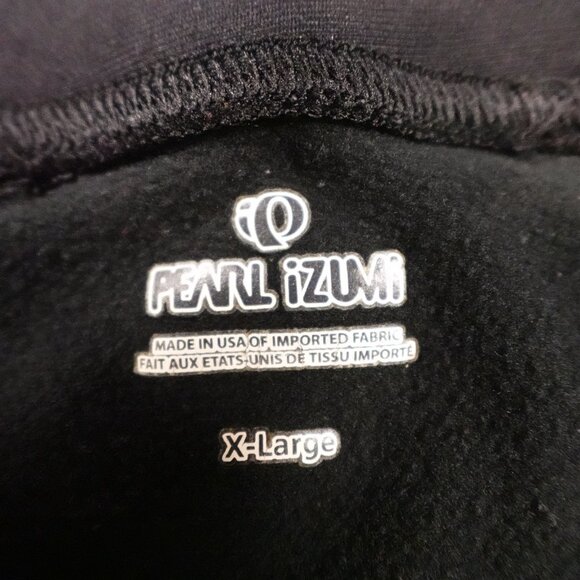 PEARL iZUMi
MADE IN USA OF IMPORTED FABRIC
FAIT AUX ETATS-UNIS DE TISSU IMPORTÉ
X-Large